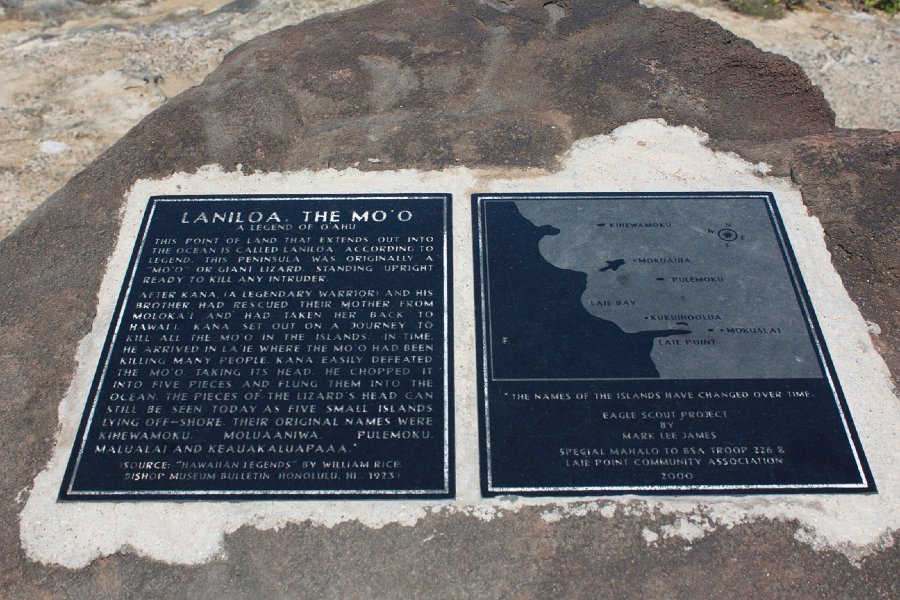 LANILOA, THE MO'O
A LEGEND OF O'AHU
THIS POINT OF LAND THAT EXTENDS OUT INTO
THE OCEAN IS CALLED LANILOA. ACCORDING TO
LEGEND, THIS PENINSULA WAS ORIGINALLY A
"MO'O" OR GIANT LIZARD, STANDING UPRIGHT
READY TO KILL ANY INTRUDER.
AFTER KANA, (A LEGENDARY WARRIOR) AND HIS
BROTHER HAD RESCUED THEIR MOTHER FROM
MOLOKA'I AND HAD TAKEN HER BACK TO
HAWAI'I, KANA SET OUT ON A JOURNEY TO
KILL ALL THE MO'O IN THE ISLANDS. IN TIME,
HE ARRIVED IN LA'IE WHERE THE MO'O HAD BEEN
KILLING MANY PEOPLE. KANA EASILY DEFEATED
THE MO'O. TAKING ITS HEAD, HE CHOPPED IT
INTO FIVE PIECES AND FLUNG THEM INTO THE
OCEAN. THE PIECES OF THE LIZARD'S HEAD CAN
STILL BE SEEN TODAY AS FIVE SMALL ISLANDS
LYING OFF-SHORE. THEIR ORIGINAL NAMES WERE
KIHEWAMOKU, MOLUAANIWA, PULEMOKU,
MALUALAI AND KEAUAKALUAPAAA.*
(SOURCE: "HAWAIIAN LEGENDS" BY WILLIAM RICE,
BISHOP MUSEUM BULLETIN, HONOLULU, HI., 1923)
KIHEWAMOKU
N
W E
S
MOKUAUIA
PULEMOKU
LAIE BAY
KUKUIHOOLUA
MOKUALAI
LAIE POINT
* THE NAMES OF THE ISLANDS HAVE CHANGED OVER TIME.
EAGLE SCOUT PROJECT
BY
MARK LEE JAMES
SPECIAL MAHALO TO BSA TROOP 226 &
LAIE POINT COMMUNITY ASSOCIATION
2000